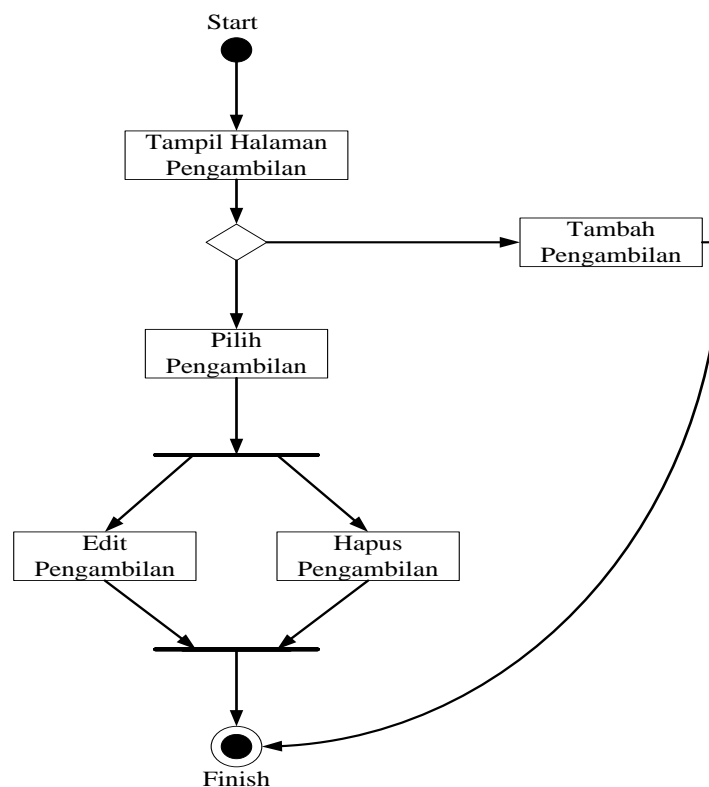 Start
Tampil Halaman
Pengambilan
Tambah
Pengambilan
Pilih
Pengambilan
Edit
Pengambilan
Hapus
Pengambilan
Finish